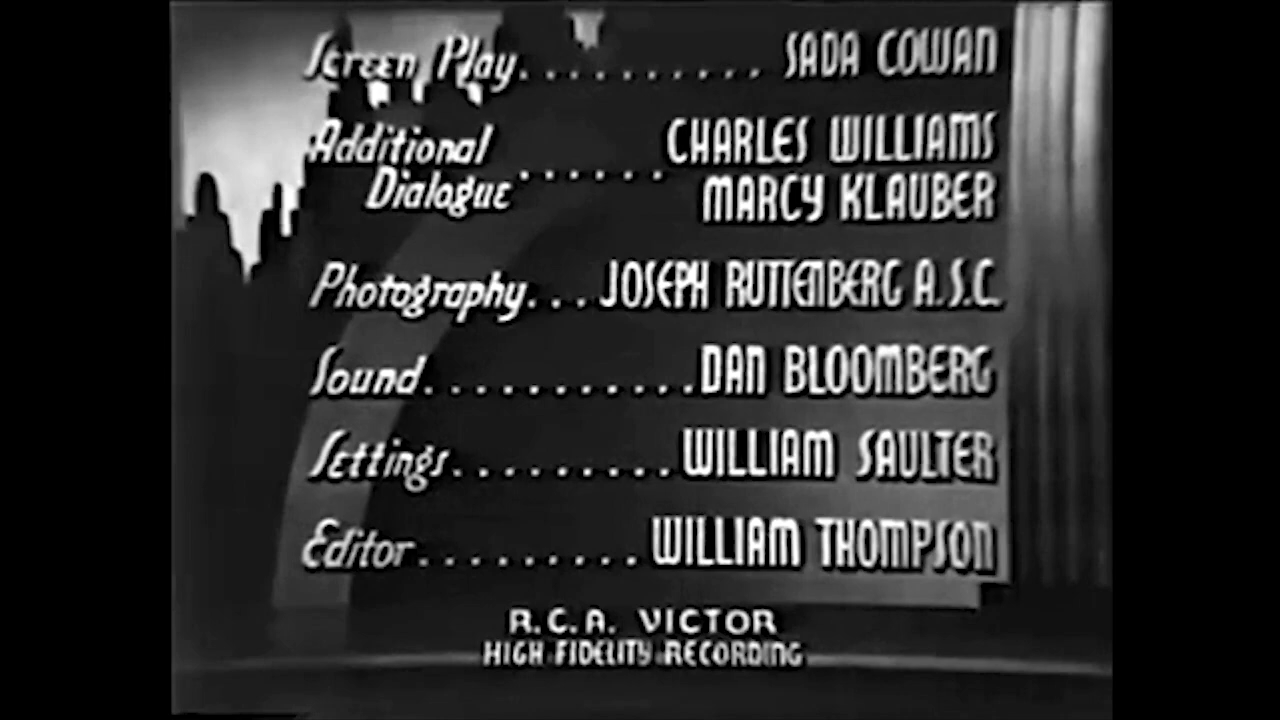 Screen Play.......... SADA COWAN
Additional Dialogue ...... CHARLES WILLIAMS
MARCY KLAUBER
Photography... JOSEPH RUTTENBERG A.S.C.
Sound........... DAN BLOOMBERG
Settings......... WILLIAM SAULTER
Editor......... WILLIAM THOMPSON
R.C.A. VICTOR
HIGH FIDELITY RECORDING